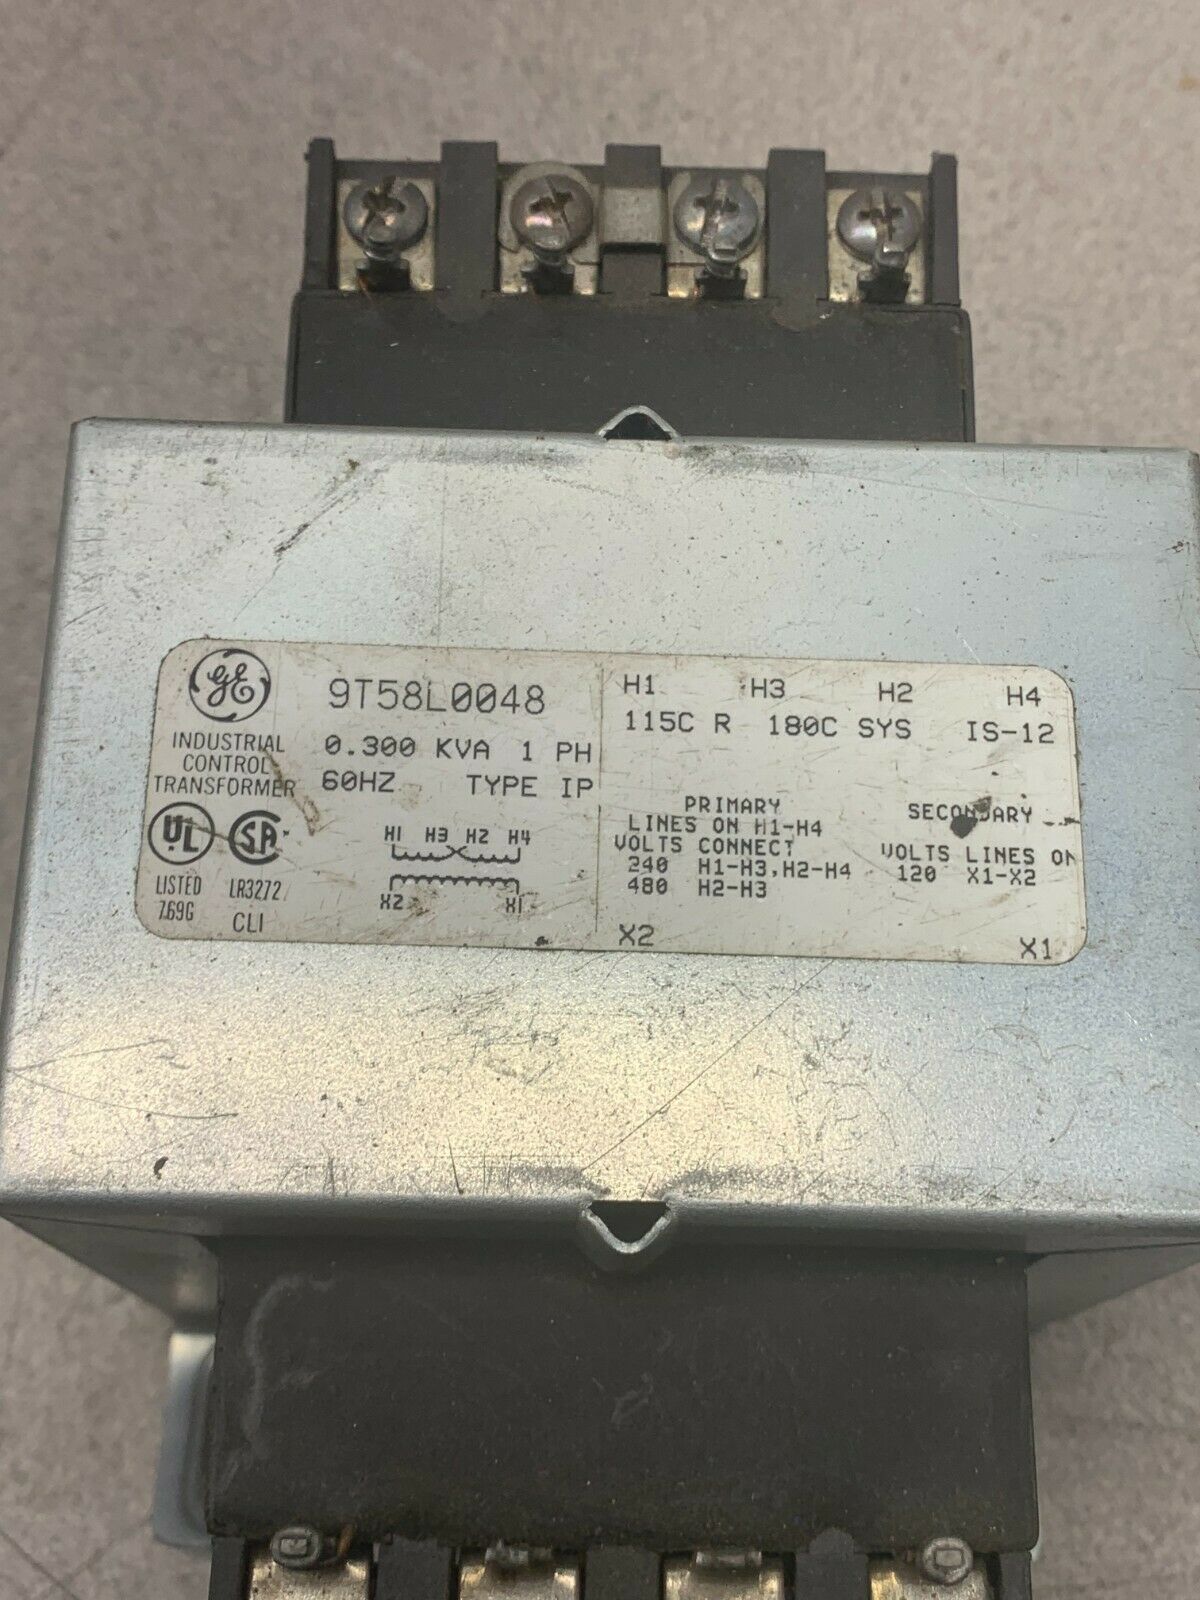 GE
9T58L0048
INDUSTRIAL
CONTROL
TRANSFORMER
0.300 KVA 1 PH
60HZ TYPE IP
UL
SA
LISTED
769G
LR3272
CLI
H1 H3 H2 H4
X2 X1
H1 H3 H2 H4
115C R 180C SYS IS-12
PRIMARY
LINES ON H1-H4
VOLTS CONNECT
240 H1-H3,H2-H4
480 H2-H3
SECONDARY
VOLTS LINES ON
120 X1-X2
X2 X1